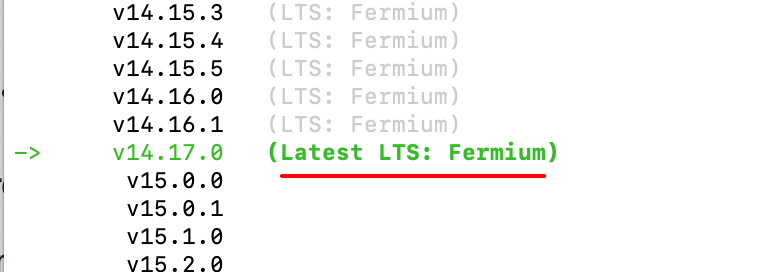 v14.15.3 (LTS: Fermium)
v14.15.4 (LTS: Fermium)
v14.15.5 (LTS: Fermium)
v14.16.0 (LTS: Fermium)
v14.16.1 (LTS: Fermium)
-> v14.17.0 (Latest LTS: Fermium)
v15.0.0
v15.0.1
v15.1.0
v15.2.0